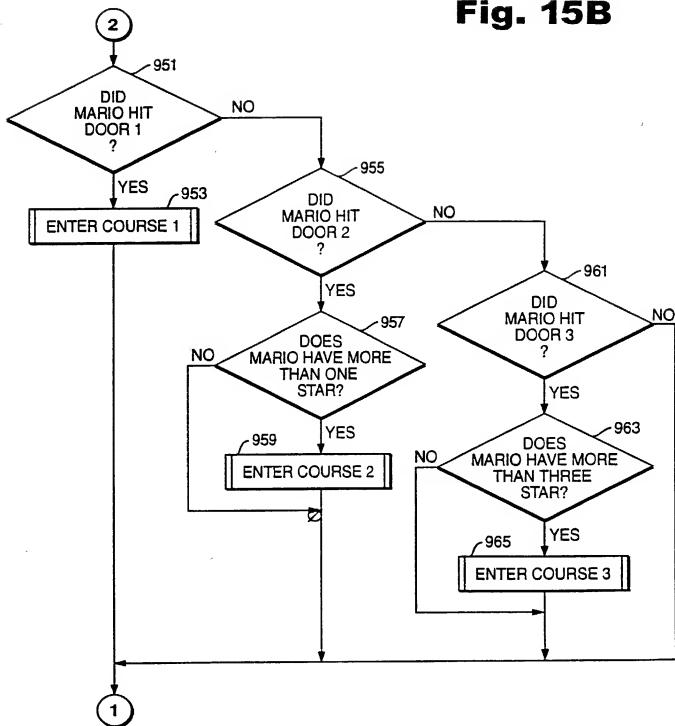 Fig. 15B
2
951
DID
MARIO HIT
DOOR 1
?
NO
YES
953
ENTER COURSE 1
955
DID
MARIO HIT
DOOR 2
?
NO
YES
957
DOES
MARIO HAVE MORE
THAN ONE
STAR?
NO
YES
959
ENTER COURSE 2
961
DID
MARIO HIT
DOOR 3
?
NO
YES
963
DOES
MARIO HAVE MORE
THAN THREE
STAR?
NO
YES
965
ENTER COURSE 3
1